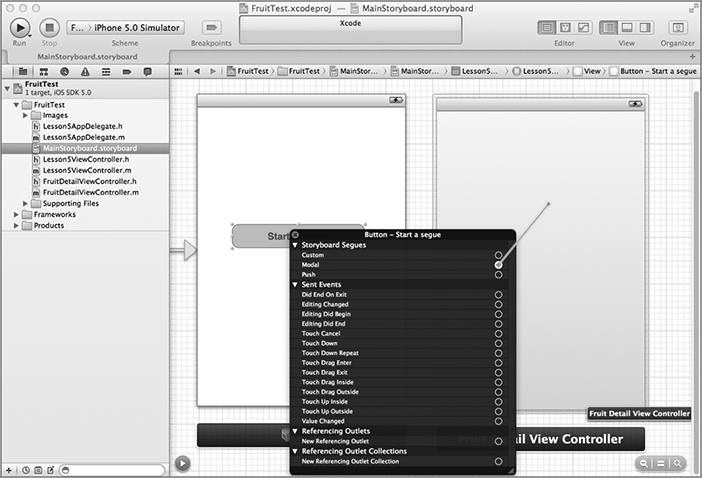 FruitTest.xcodeproj — MainStoryboard.storyboard
Run Stop F... iPhone 5.0 Simulator Xcode
Scheme Breakpoints Editor View Organizer
MainStoryboard.storyboard
FruitTest FruitTest MainStor... MainStor... Lesson5... Lesson5... View Button - Start a segue
FruitTest
1 target, iOS SDK 5.0
FruitTest
Images
Lesson5AppDelegate.h
Lesson5AppDelegate.m
MainStoryboard.storyboard
Lesson5ViewController.h
Lesson5ViewController.m
FruitDetailViewController.h
FruitDetailViewController.m
Supporting Files
Frameworks
Products
Start
Button - Start a segue
Storyboard Segues
Custom
Modal
Push
Sent Events
Did End On Exit
Editing Changed
Editing Did Begin
Editing Did End
Touch Cancel
Touch Down
Touch Down Repeat
Touch Drag Enter
Touch Drag Exit
Touch Drag Inside
Touch Drag Outside
Touch Up Inside
Touch Up Outside
Value Changed
Referencing Outlets
New Referencing Outlet
Referencing Outlet Collections
New Referencing Outlet Collection
Fruit Detail View Controller
ail View Controller